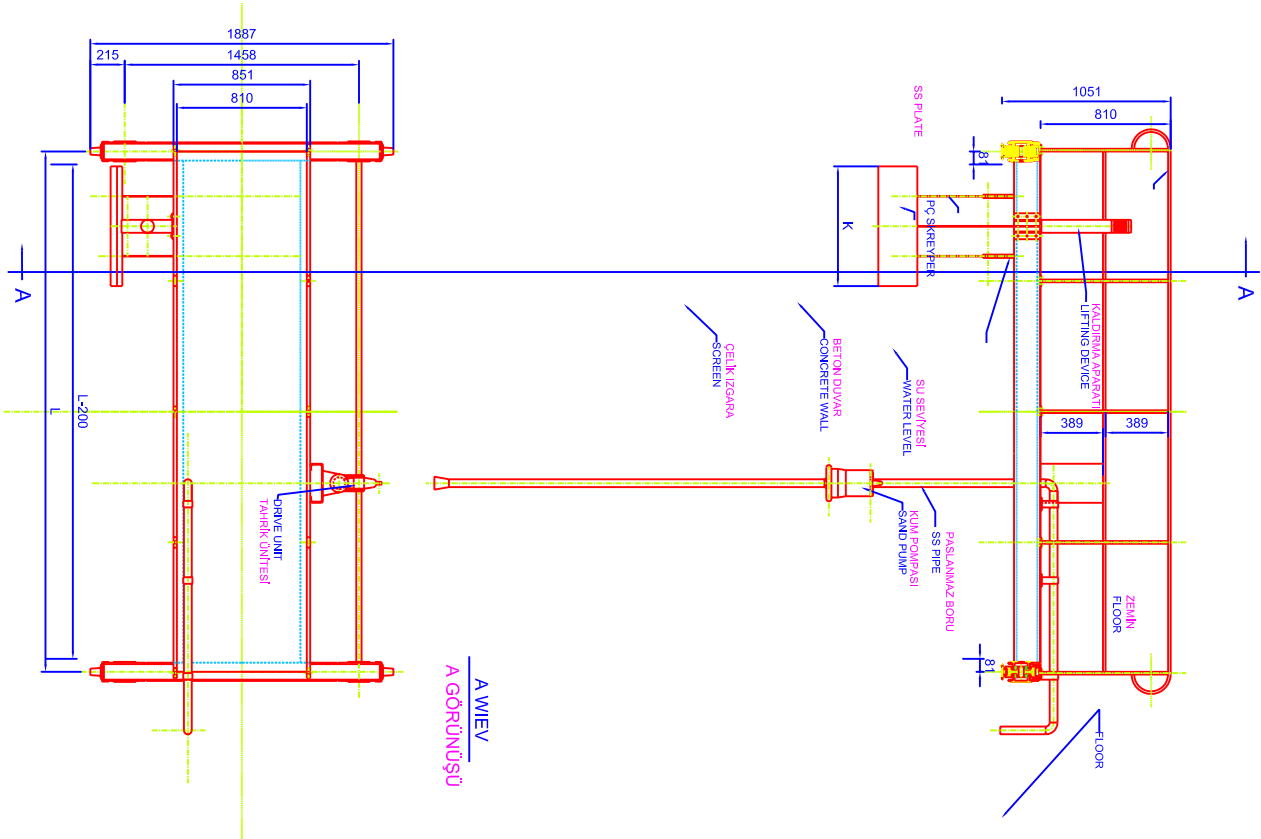 1887
215
1458
851
810
A
L-200
L
DRIVE UNIT
TAHRİK ÜNİTESİ
A WIEV
A GÖRÜNÜŞÜ
1051
810
81
SS PLATE
K
PÇ SKREYPER
A
KALDIRMA APARATI
LIFTING DEVICE
ÇELİK IZGARA
SCREEN
BETON DUVAR
CONCRETE WALL
SU SEVİYESİ
WATER LEVEL
389
389
KUM POMPASI
SAND PUMP
PASLANMAZ BORU
SS PIPE
ZEMİN
FLOOR
81
FLOOR